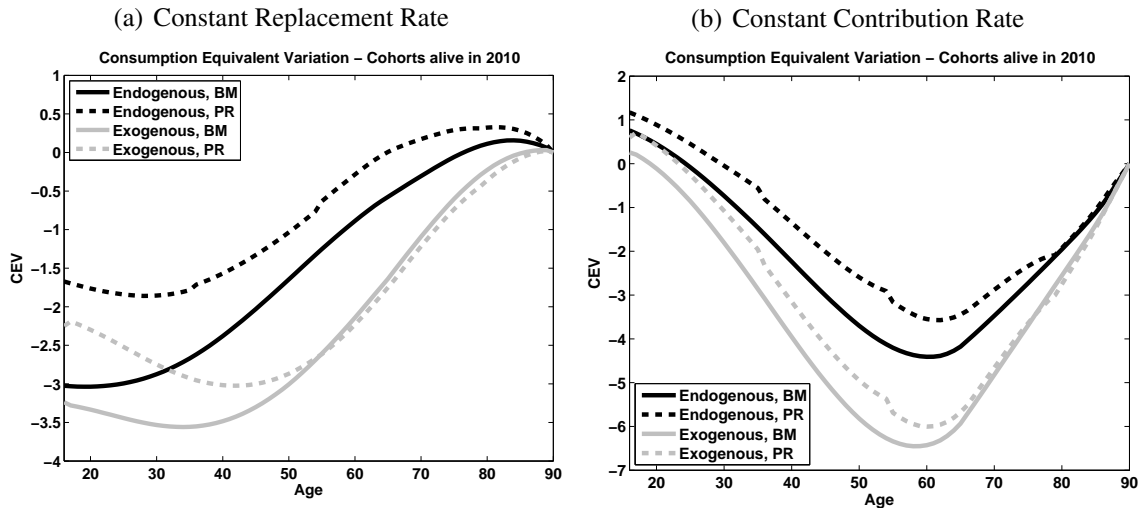 (a) Constant Replacement Rate
Consumption Equivalent Variation – Cohorts alive in 2010
1
0.5
0
−0.5
−1
−1.5
−2
−2.5
−3
−3.5
−4
CEV
Endogenous, BM
Endogenous, PR
Exogenous, BM
Exogenous, PR
20 30 40 50 60 70 80 90
Age
(b) Constant Contribution Rate
Consumption Equivalent Variation – Cohorts alive in 2010
2
1
0
−1
−2
−3
−4
−5
−6
−7
CEV
Endogenous, BM
Endogenous, PR
Exogenous, BM
Exogenous, PR
20 30 40 50 60 70 80 90
Age